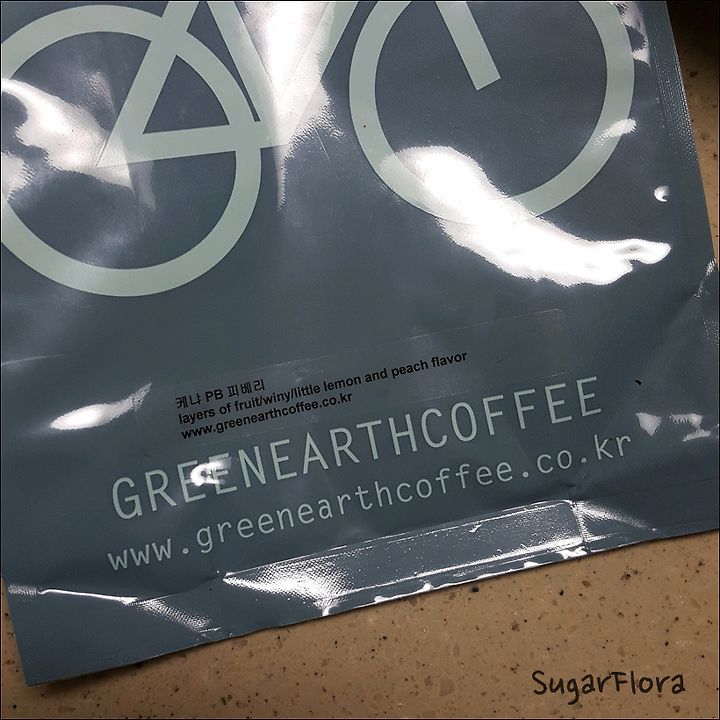 케냐 PB 피베리
layers of fruit/winy/little lemon and peach flavor
www.greenearthcoffee.co.kr
GREENEARTHCOFFEE
www.greenearthcoffee.co.kr
SugarFlora